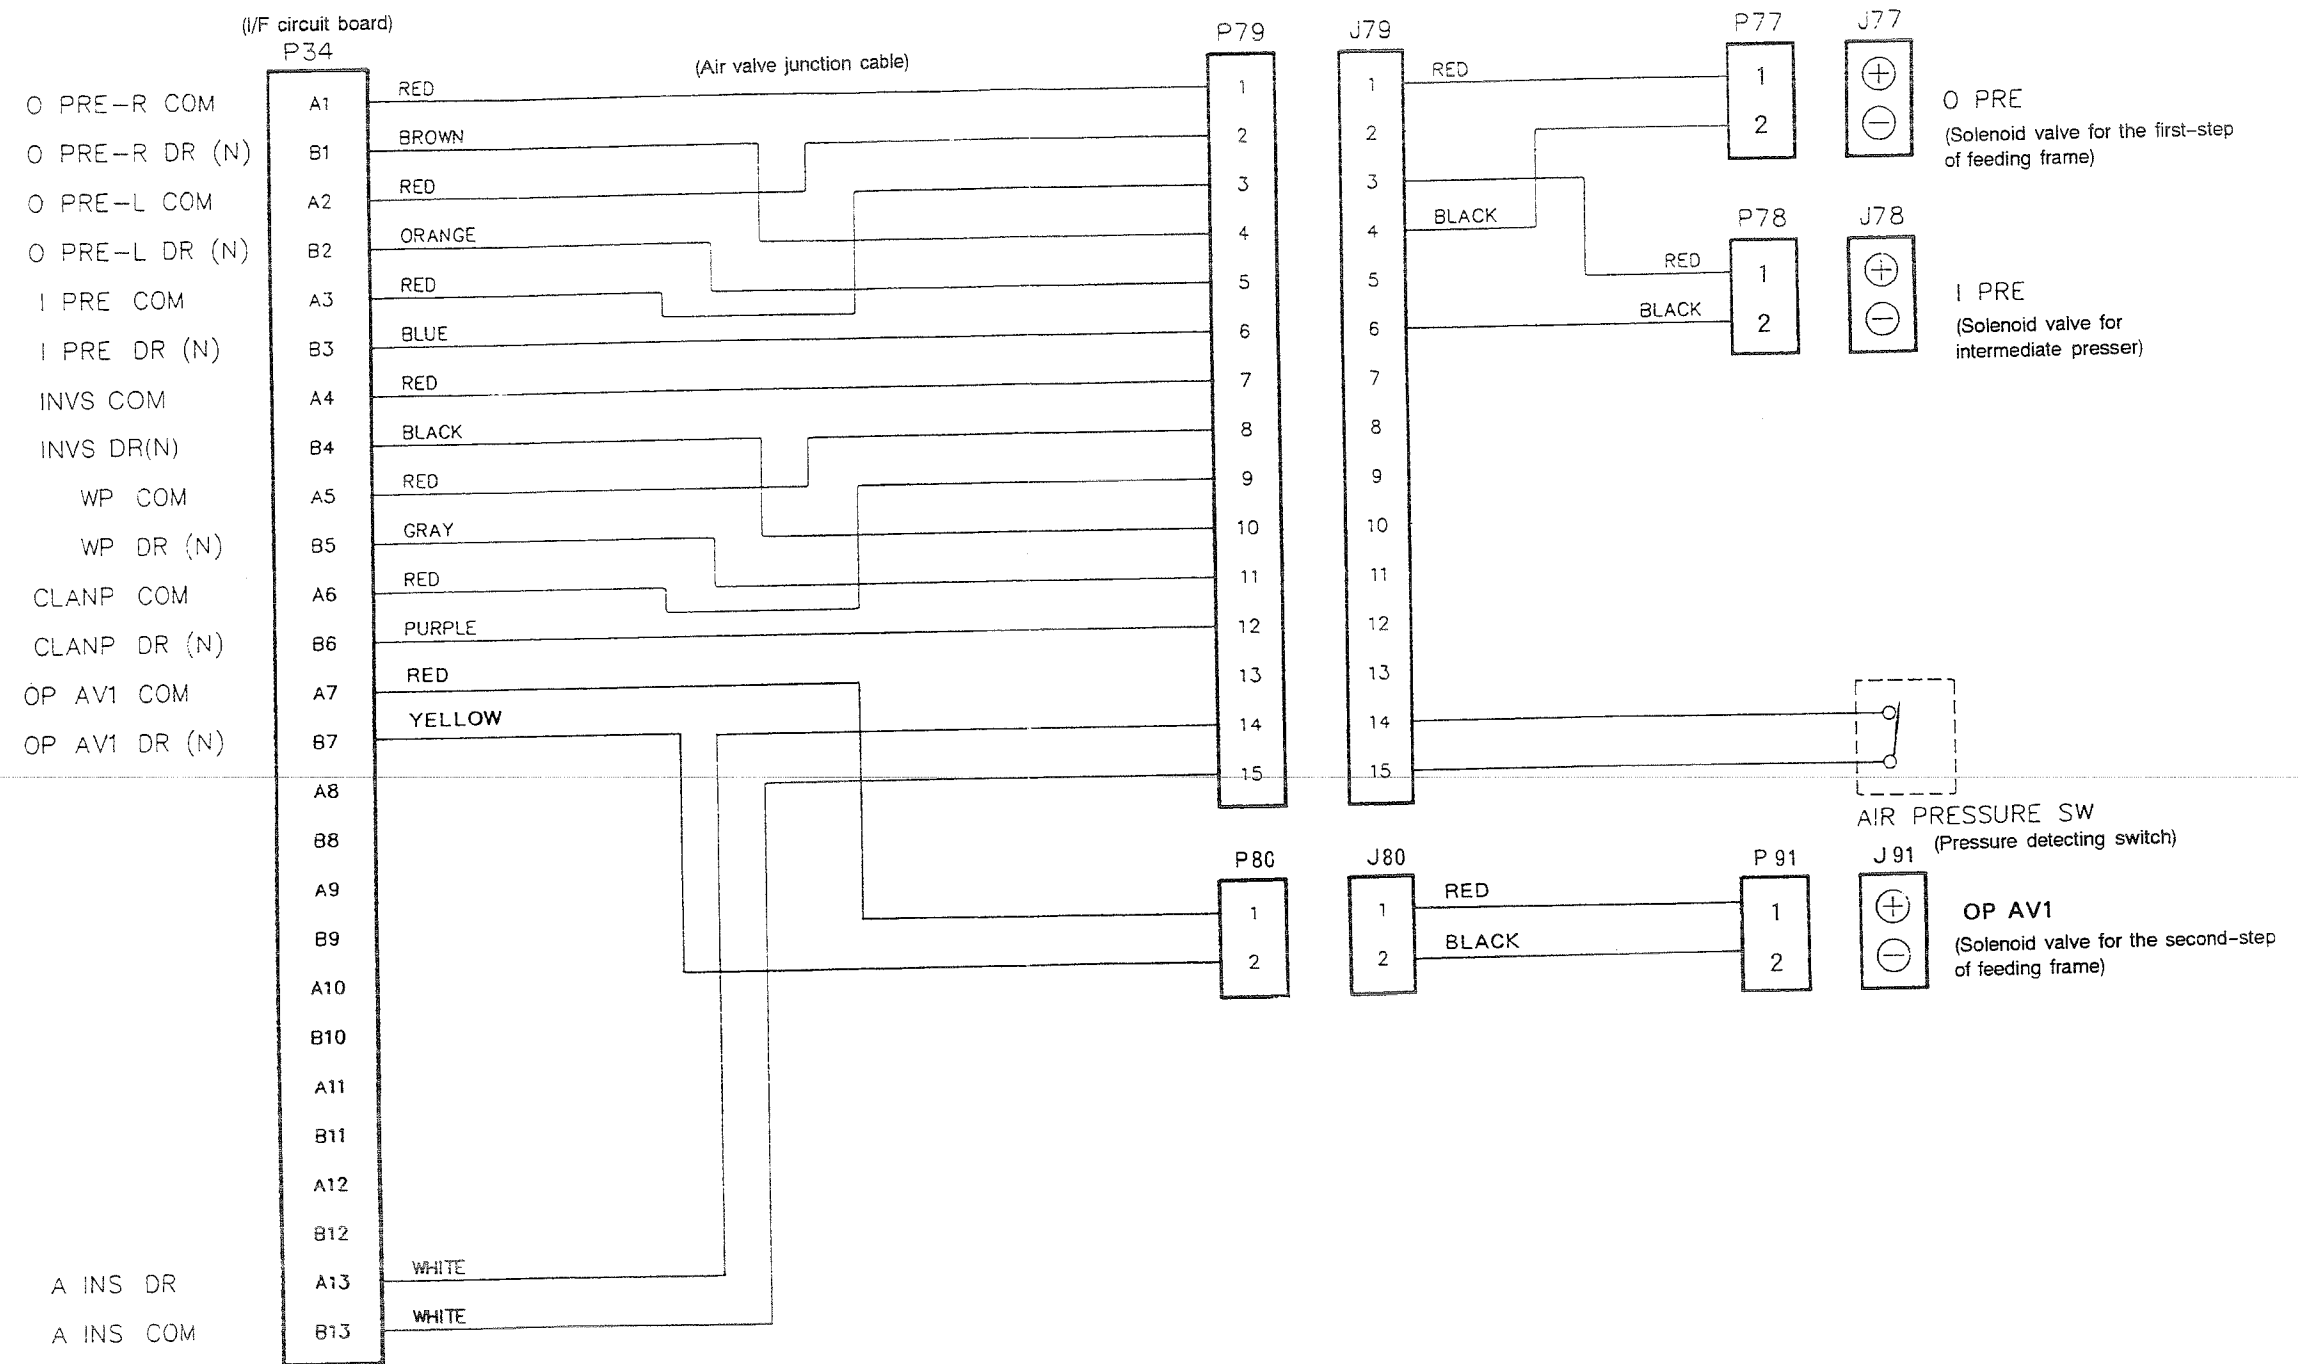 (I/F circuit board)
P34
(Air valve junction cable)
P79
J79
P77
J77
O PRE-R COM
A1
RED
1
1
RED
1
O PRE
(Solenoid valve for the first-step
of feeding frame)
O PRE-R DR (N)
B1
BROWN
2
2
2
O PRE-L COM
A2
RED
3
3
O PRE-L DR (N)
B2
ORANGE
4
4
BLACK
P78
J78
I PRE COM
A3
RED
5
5
RED
1
I PRE
(Solenoid valve for
intermediate presser)
I PRE DR (N)
B3
BLUE
6
6
BLACK
2
INVS COM
A4
RED
7
7
INVS DR(N)
B4
BLACK
8
8
WP COM
A5
RED
9
9
WP DR (N)
B5
GRAY
10
10
CLANP COM
A6
RED
11
11
CLANP DR (N)
B6
PURPLE
12
12
OP AV1 COM
A7
RED
13
13
OP AV1 DR (N)
B7
YELLOW
14
14
A8
15
15
AIR PRESSURE SW
(Pressure detecting switch)
B8
P80
J80
P91
J91
A9
1
1
RED
1
OP AV1
(Solenoid valve for the second-step
of feeding frame)
B9
2
2
BLACK
2
A10
B10
A11
B11
A12
B12
A INS DR
A13
WHITE
A INS COM
B13
WHITE